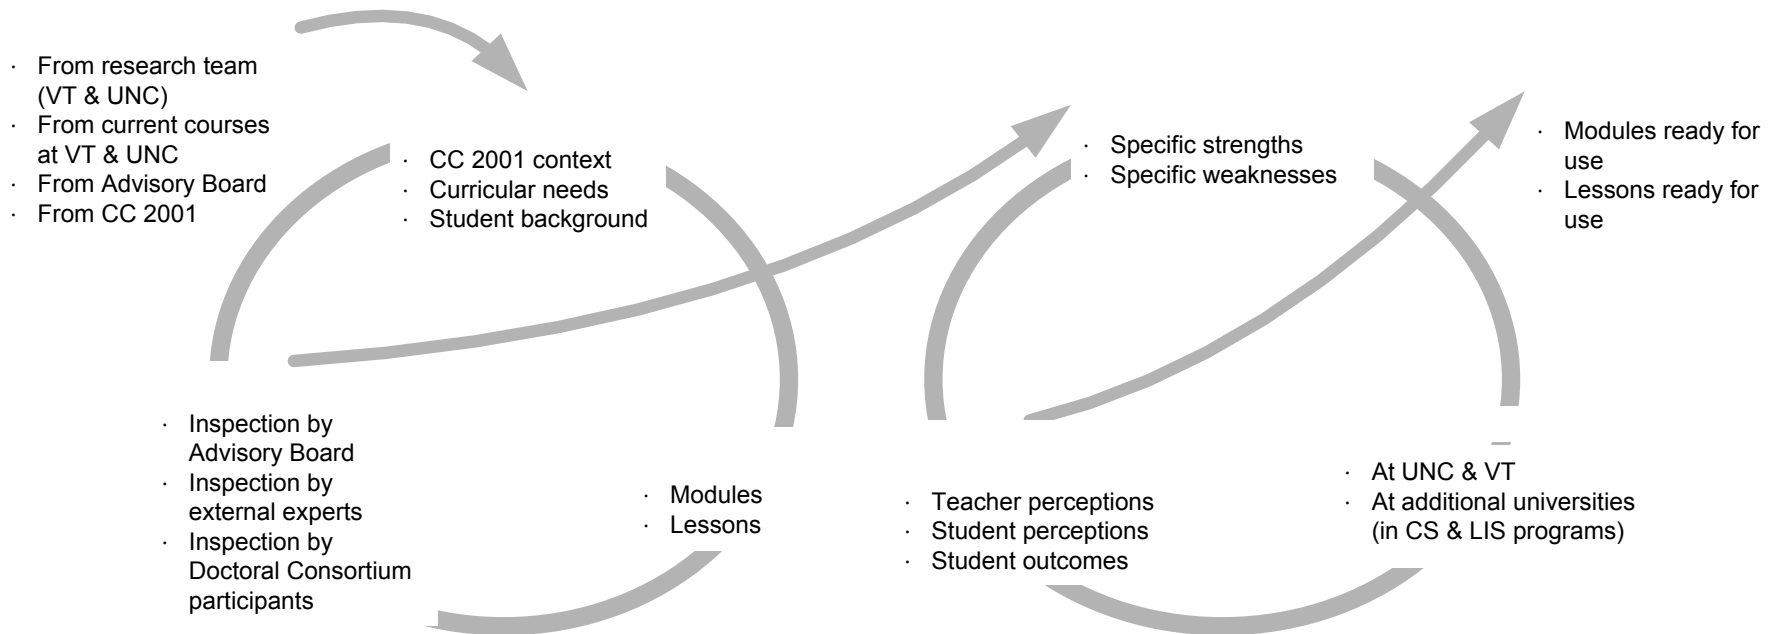 · From research team
(VT & UNC)
· From current courses
at VT & UNC
· From Advisory Board
· From CC 2001
· CC 2001 context
· Curricular needs
· Student background
· Specific strengths
· Specific weaknesses
· Modules ready for
use
· Lessons ready for
use
· Inspection by
Advisory Board
· Inspection by
external experts
· Inspection by
Doctoral Consortium
participants
· Modules
· Lessons
· Teacher perceptions
· Student perceptions
· Student outcomes
· At UNC & VT
· At additional universities
(in CS & LIS programs)